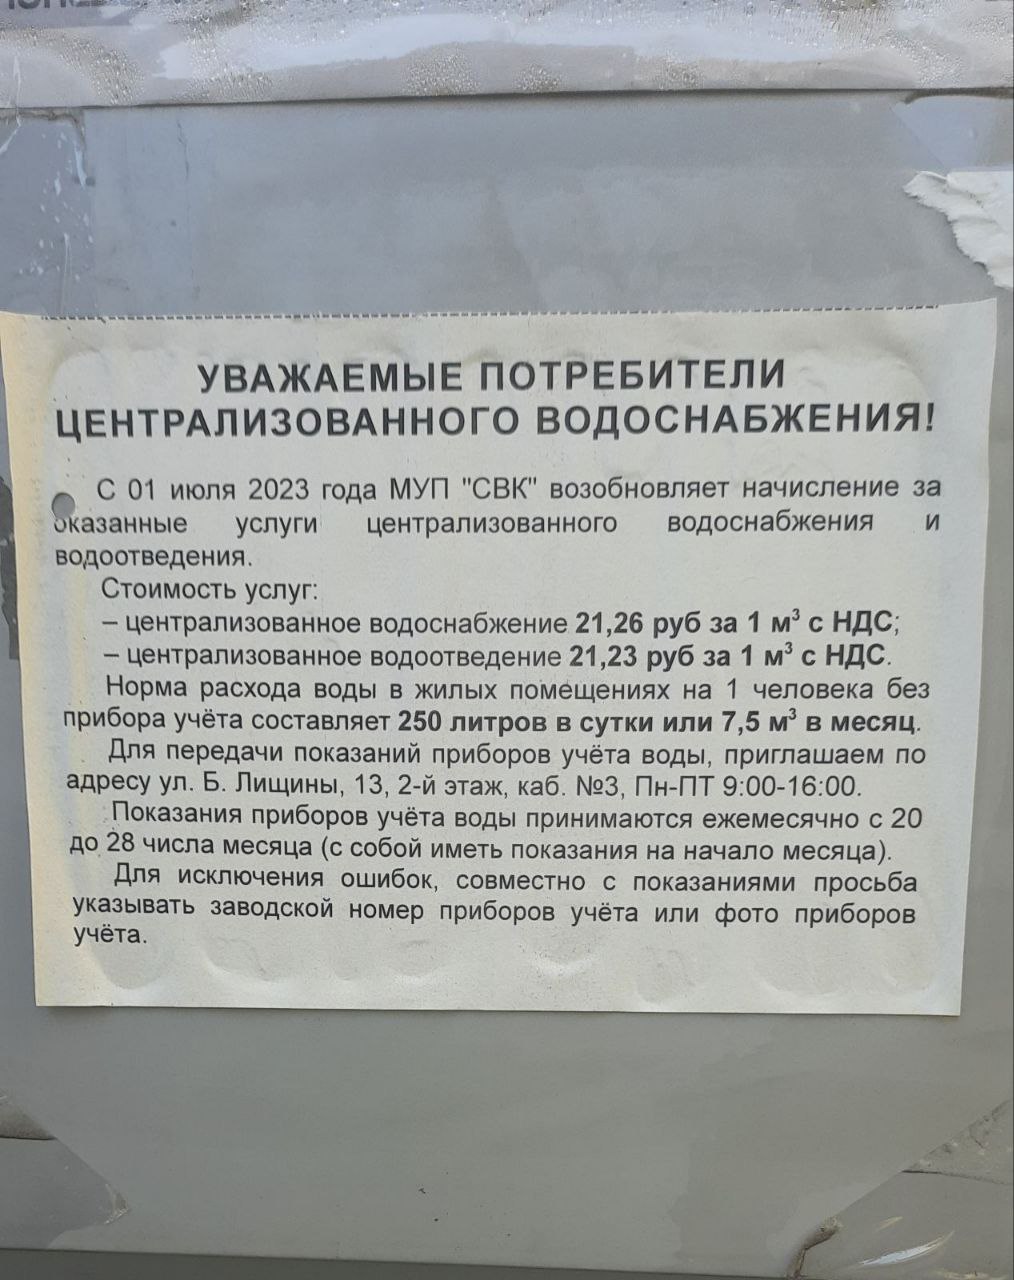 УВАЖАЕМЫЕ ПОТРЕБИТЕЛИ
ЦЕНТРАЛИЗОВАННОГО ВОДОСНАБЖЕНИЯ!
С 01 июля 2023 года МУП "СВК" возобновляет начисление за
оказанные услуги централизованного водоснабжения и
водоотведения.
Стоимость услуг:
– централизованное водоснабжение 21,26 руб за 1 м³ с НДС;
– централизованное водоотведение 21,23 руб за 1 м³ с НДС.
Норма расхода воды в жилых помещениях на 1 человека без
прибора учёта составляет 250 литров в сутки или 7,5 м³ в месяц.
Для передачи показаний приборов учёта воды, приглашаем по
адресу ул. Б. Лищины, 13, 2-й этаж, каб. №3, Пн-ПТ 9:00-16:00.
Показания приборов учёта воды принимаются ежемесячно с 20
до 28 числа месяца (с собой иметь показания на начало месяца).
Для исключения ошибок, совместно с показаниями просьба
указывать заводской номер приборов учёта или фото приборов
учёта.